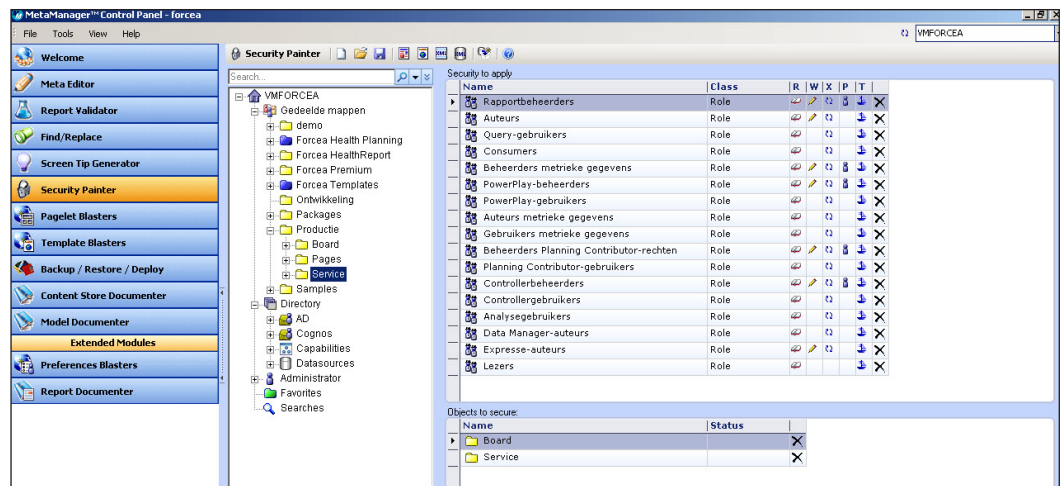 MetaManager™ Control Panel - forcea
File Tools View Help
VMFORCEA
Welcome
Meta Editor
Report Validator
Find/Replace
Screen Tip Generator
Security Painter
Pagelet Blasters
Template Blasters
Backup / Restore / Deploy
Content Store Documenter
Model Documenter
Extended Modules
Preferences Blasters
Report Documenter
Security Painter
Search...
VMFORCEA
Gedeelde mappen
demo
Forcea Health Planning
Forcea HealthReport
Forcea Premium
Forcea Templates
Ontwikkeling
Packages
Productie
Board
Pages
Service
Samples
Directory
AD
Cognos
Capabilities
Datasources
Administrator
Favorites
Searches
Security to apply
Name Class R W X P T
Rapportbeheerders Role
Auteurs Role
Query-gebruikers Role
Consumers Role
Beheerders metrieke gegevens Role
PowerPlay-beheerders Role
PowerPlay-gebruikers Role
Auteurs metrieke gegevens Role
Gebruikers metrieke gegevens Role
Beheerders Planning Contributor-rechten Role
Planning Contributor-gebruikers Role
Controllerbeheerders Role
Controllergebruikers Role
Analysegebruikers Role
Data Manager-auteurs Role
Expresse-auteurs Role
Lezers Role
Objects to secure:
Name Status
Board
Service